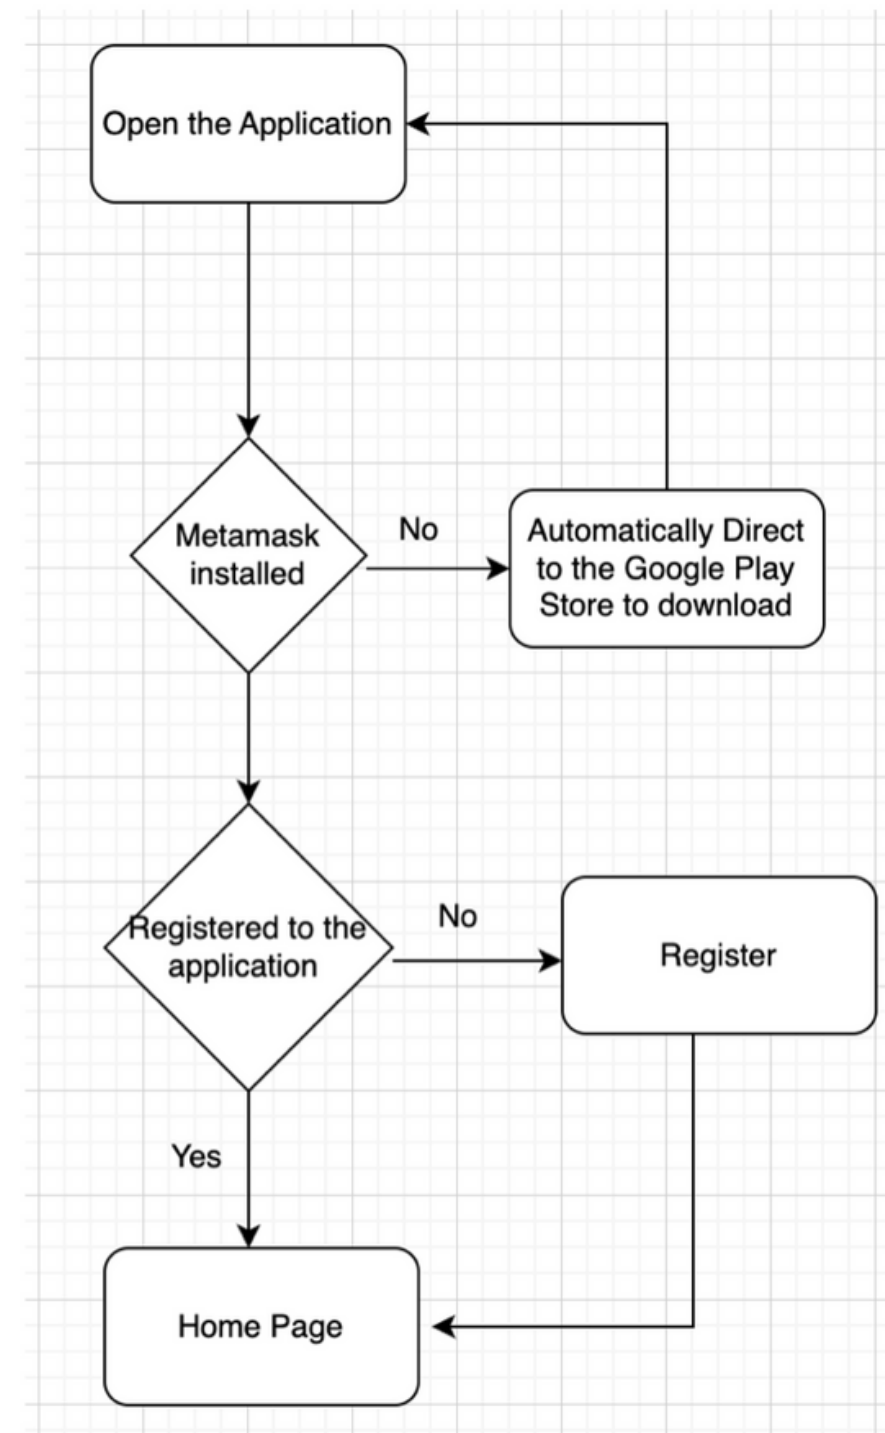 Open the Application
Metamask
installed
No
Automatically Direct
to the Google Play
Store to download
Registered to the
application
No
Register
Yes
Home Page